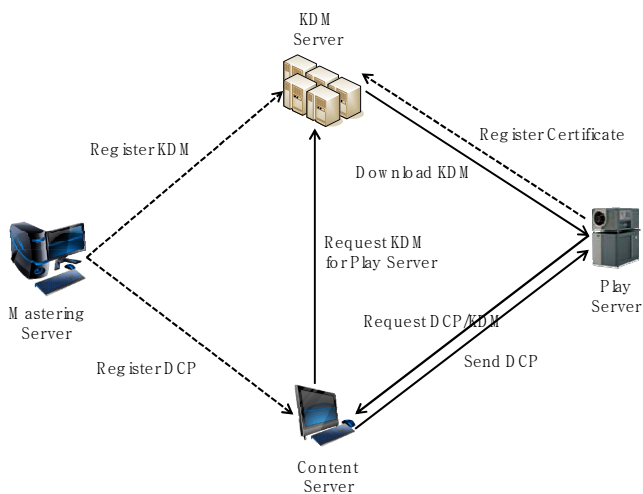 KDM
Server
Register Certificate
Register KDM
Download KDM
Request KDM
for Play Server
Mastering
Server
Play
Server
Request DCP/KDM
Send DCP
Register DCP
Content
Server